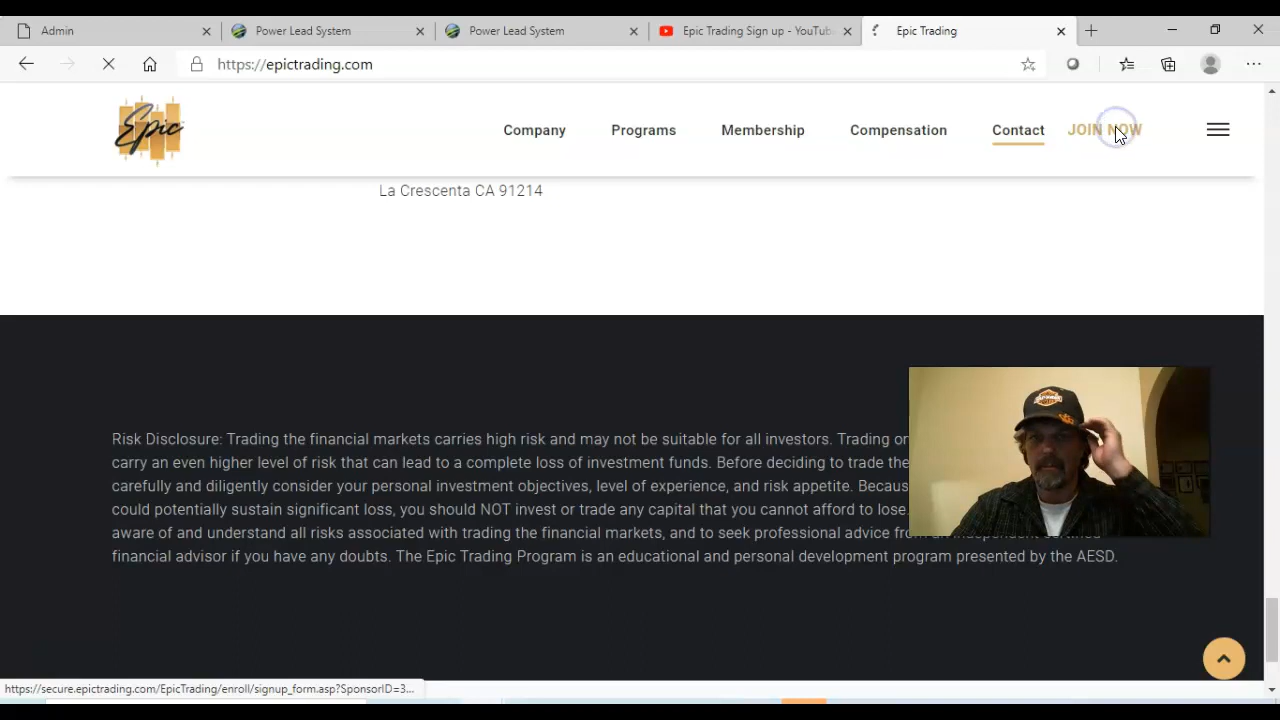 Admin
Power Lead System
Power Lead System
Epic Trading Sign up - YouTub
Epic Trading
https://epictrading.com
Epic
Company
Programs
Membership
Compensation
Contact
JOIN NOW
La Crescenta CA 91214
Risk Disclosure: Trading the financial markets carries high risk and may not be suitable for all investors. Trading on
carry an even higher level of risk that can lead to a complete loss of investment funds. Before deciding to trade the
carefully and diligently consider your personal investment objectives, level of experience, and risk appetite. Becaus
could potentially sustain significant loss, you should NOT invest or trade any capital that you cannot afford to lose.
aware of and understand all risks associated with trading the financial markets, and to seek professional advice from an independent certified
financial advisor if you have any doubts. The Epic Trading Program is an educational and personal development program presented by the AESD.
https://secure.epictrading.com/EpicTrading/enroll/signup_form.asp?SponsorID=3...